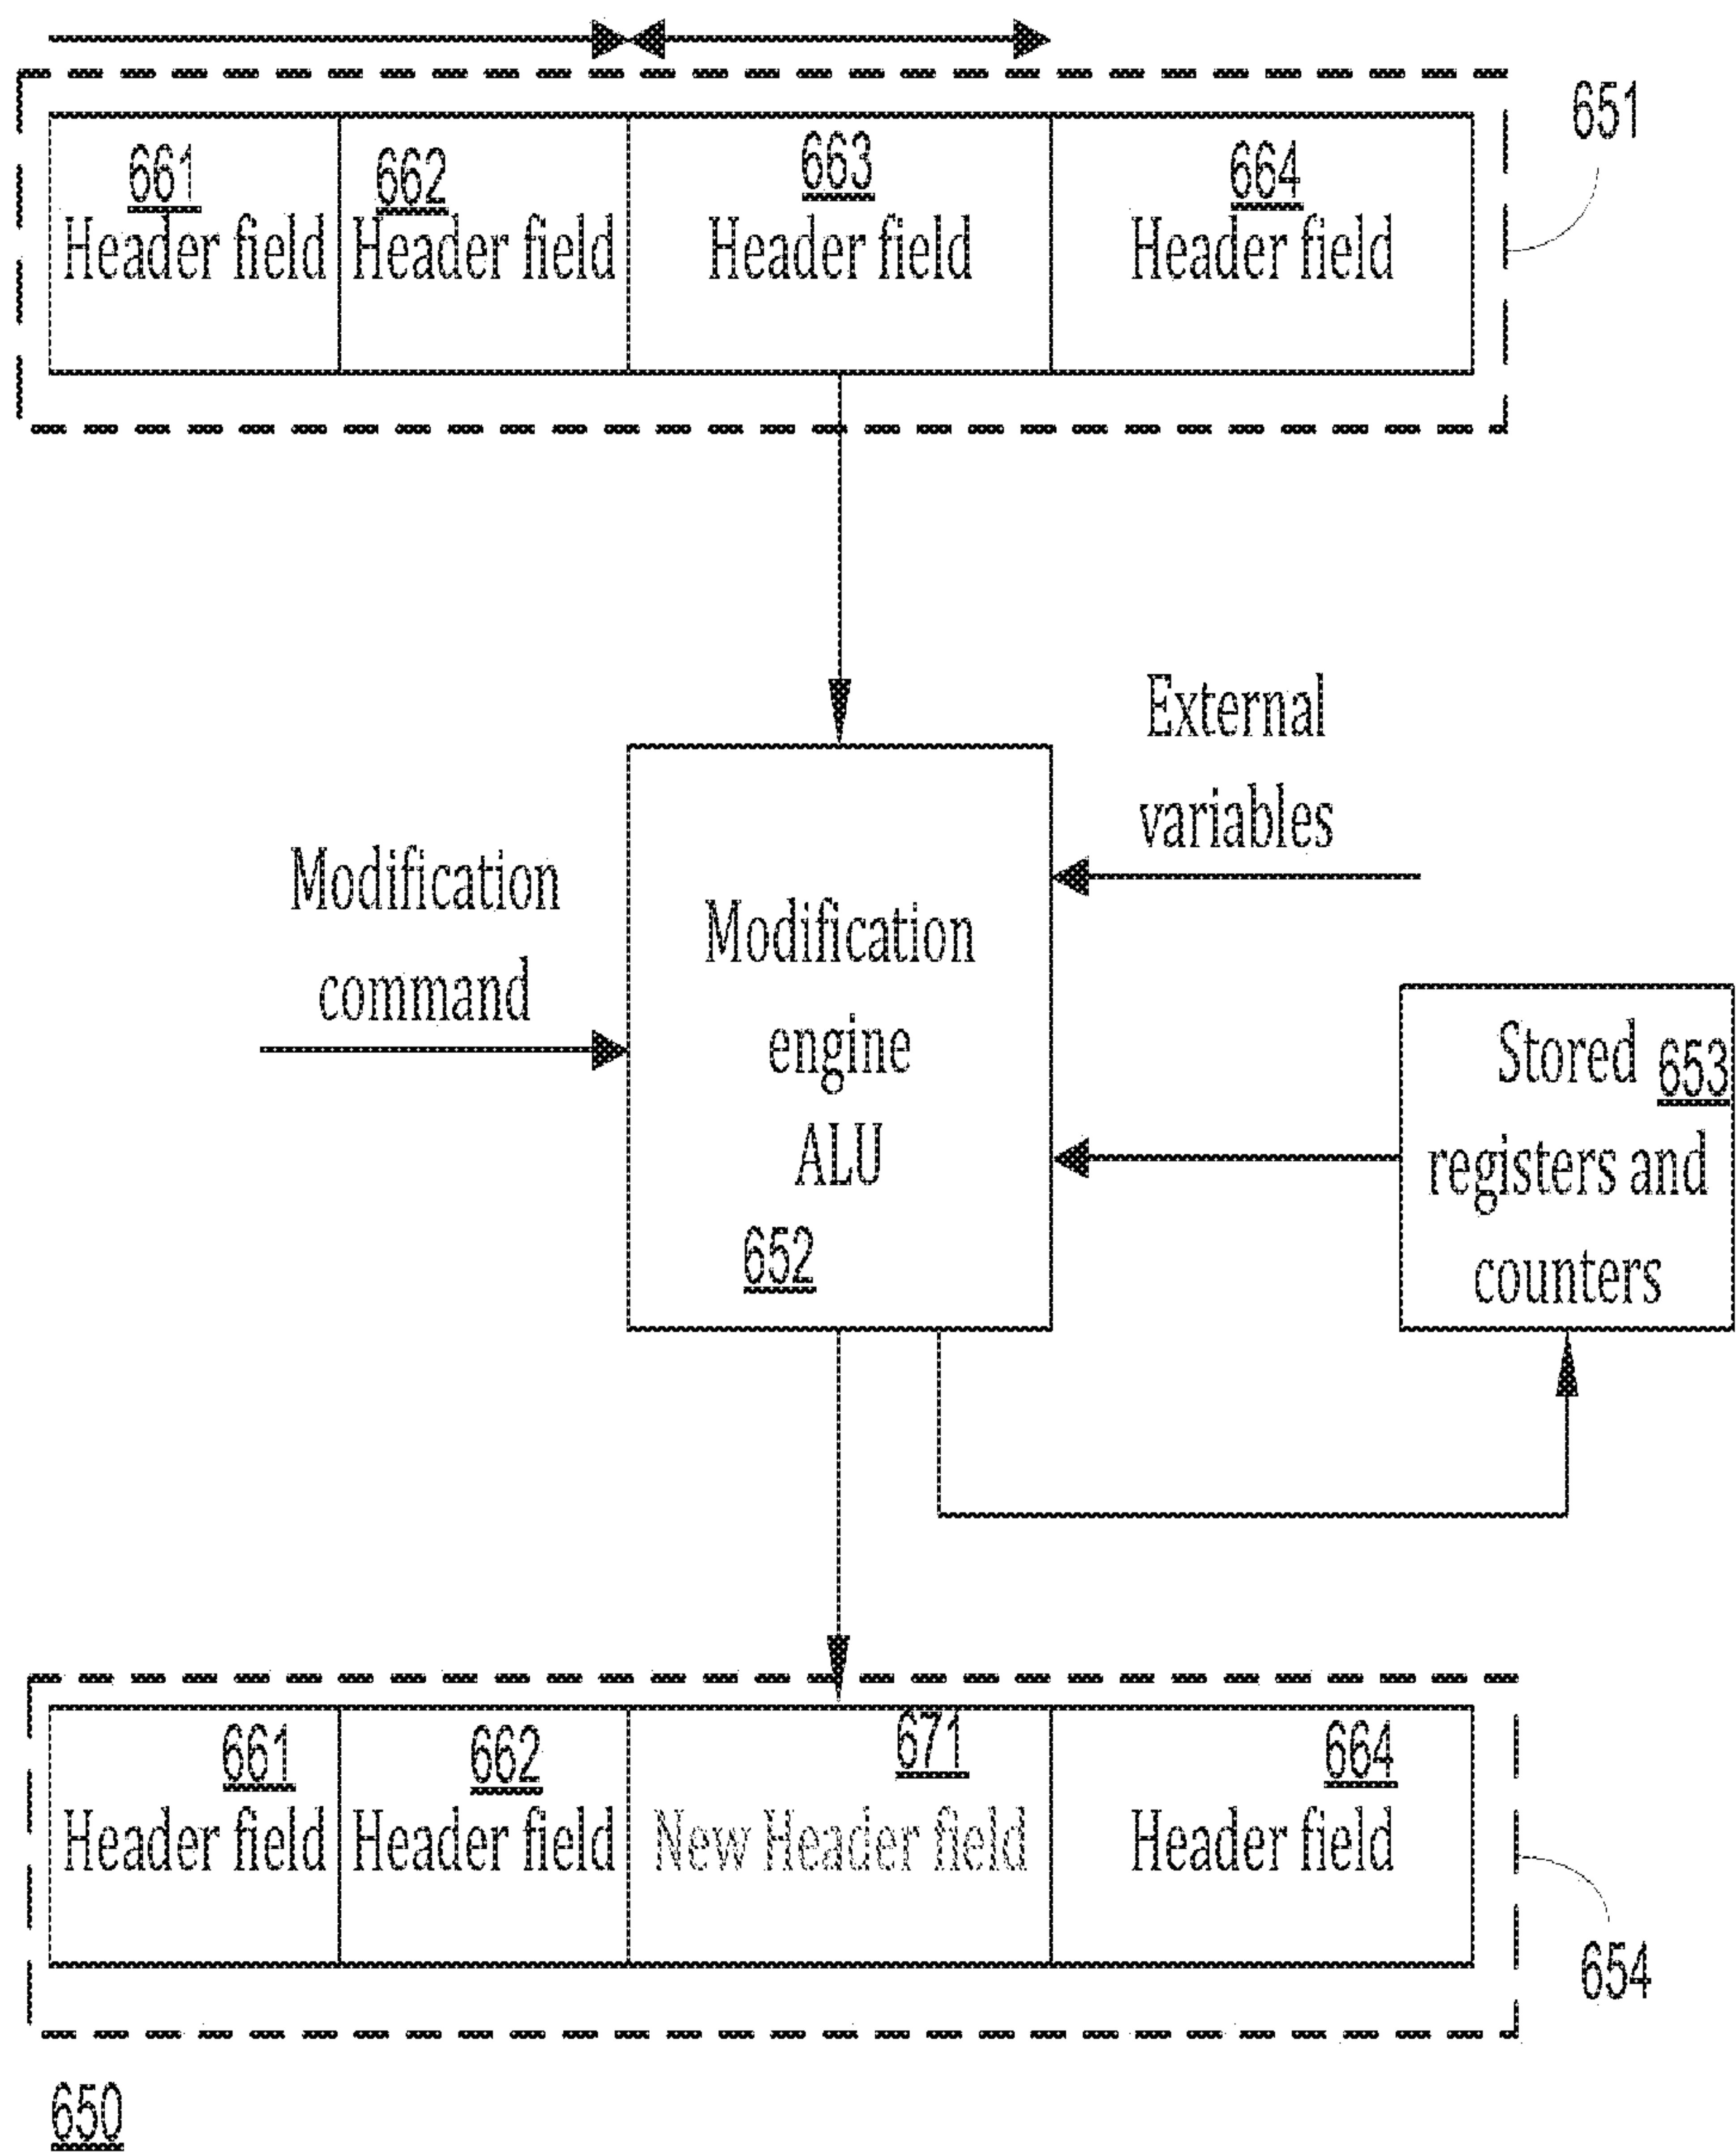 651
661 662 663 664
Header field Header field Header field Header field
External
variables
Modification
command
Modification
engine
ALU
652
Stored 653
registers and
counters
661 662 671 664
Header field Header field New Header field Header field
654
650